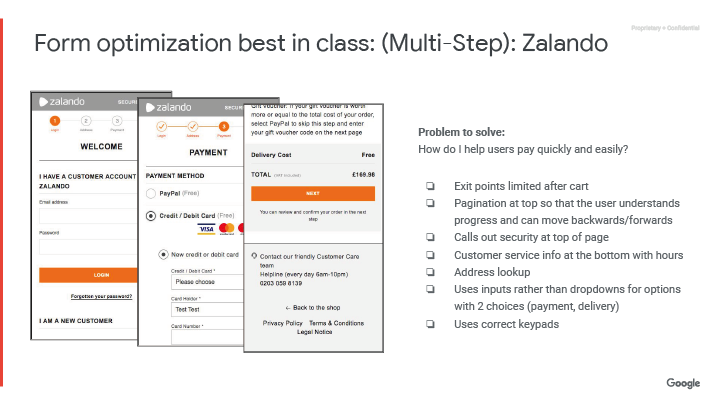 Proprietary + Confidential
Form optimization best in class: (Multi-Step): Zalando
zalando
SECURE
1
2
3
Login
Address
Payment
WELCOME
I HAVE A CUSTOMER ACCOUNT
ZALANDO
Email address
Password
LOGIN
Forgotten your password?
I AM A NEW CUSTOMER
zalando
Login
Address
3
Payment
PAYMENT
PAYMENT METHOD
PayPal (Free)
Credit / Debit Card (Free)
VISA
New credit or debit card
Credit / Debit Card *
Please choose
Card Holder *
Test Test
Card Number *
Gift Voucher: If your gift voucher is worth
more or equal to the total cost of your order,
select PayPal to skip this step and enter
your gift voucher code on the next page
Delivery Cost Free
TOTAL (VAT INCLUDED) £169.98
NEXT
You can review and confirm your order in the next
step
Contact our friendly Customer Care
team
Helpline (every day 8am-10pm)
0203 059 8139
← Back to the shop
Privacy Policy Terms & Conditions
Legal Notice
Problem to solve:
How do I help users pay quickly and easily?
❏ Exit points limited after cart
❏ Pagination at top so that the user understands
progress and can move backwards/forwards
❏ Calls out security at top of page
❏ Customer service info at the bottom with hours
❏ Address lookup
❏ Uses inputs rather than dropdowns for options
with 2 choices (payment, delivery)
❏ Uses correct keypads
Google